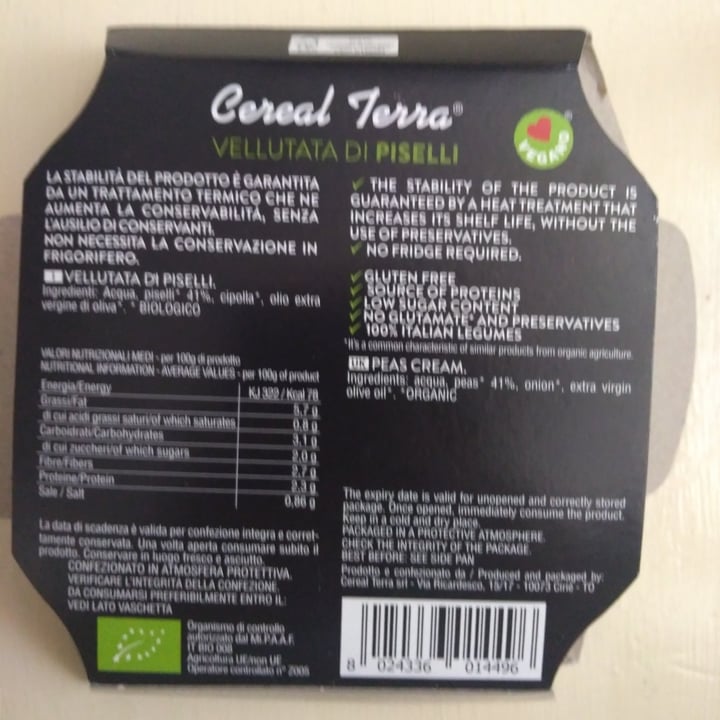 Cereal Terra®
VELLUTATA DI PISELLI
VEGANO ®
LA STABILITÀ DEL PRODOTTO È GARANTITA
DA UN TRATTAMENTO TERMICO CHE NE
AUMENTA LA CONSERVABILITÀ, SENZA
L'AUSILIO DI CONSERVANTI.
NON NECESSITA LA CONSERVAZIONE IN
FRIGORIFERO.
I VELLUTATA DI PISELLI.
Ingredienti: Acqua, piselli* 41%, cipolla*, olio extra
vergine di oliva*. * BIOLOGICO
VALORI NUTRIZIONALI MEDI - per 100g di prodotto
NUTRITIONAL INFORMATION - AVERAGE VALUES - per 100g of product
Energia/Energy KJ 322 / Kcal 78
Grassi/Fat 5,7 g
di cui acidi grassi saturi/of which saturates 0,8 g
Carboidrati/Carbohydrates 3,1 g
di cui zuccheri/of which sugars 2,0 g
Fibre/Fibers 2,7 g
Proteine/Protein 2,3 g
Sale / Salt 0,86 g
La data di scadenza è valida per confezione integra e corret-
tamente conservata. Una volta aperta consumare subito il
prodotto. Conservare in luogo fresco e asciutto.
CONFEZIONATO IN ATMOSFERA PROTETTIVA.
VERIFICARE L'INTEGRITÀ DELLA CONFEZIONE.
DA CONSUMARSI PREFERIBILMENTE ENTRO IL:
VEDI LATO VASCHETTA
Organismo di controllo
autorizzato dal Mi.P.A.A.F.
IT BIO 008
Agricoltura UE/non UE
Operatore controllato n° 2005
✓ THE STABILITY OF THE PRODUCT IS
GUARANTEED BY A HEAT TREATMENT THAT
INCREASES ITS SHELF LIFE, WITHOUT THE
USE OF PRESERVATIVES.
✓ NO FRIDGE REQUIRED.
✓ GLUTEN FREE
✓ SOURCE OF PROTEINS
✓ LOW SUGAR CONTENT
✓ NO GLUTAMATE* AND PRESERVATIVES
✓ 100% ITALIAN LEGUMES
*It's a common characteristic of similar products from organic agriculture.
UK PEAS CREAM.
Ingredients: acqua, peas* 41%, onion*, extra virgin
olive oil*. *ORGANIC
The expiry date is valid for unopened and correctly stored
package. Once opened, immediately consume the product.
Keep in a cold and dry place.
PACKAGED IN A PROTECTIVE ATMOSPHERE.
CHECK THE INTEGRITY OF THE PACKAGE.
BEST BEFORE: SEE SIDE PAN
Prodotto e confezionato da / Produced and packaged by:
Cereal Terra srl - Via Ricardesco, 15/17 - 10073 Ciriè - TO
8 024336 014496